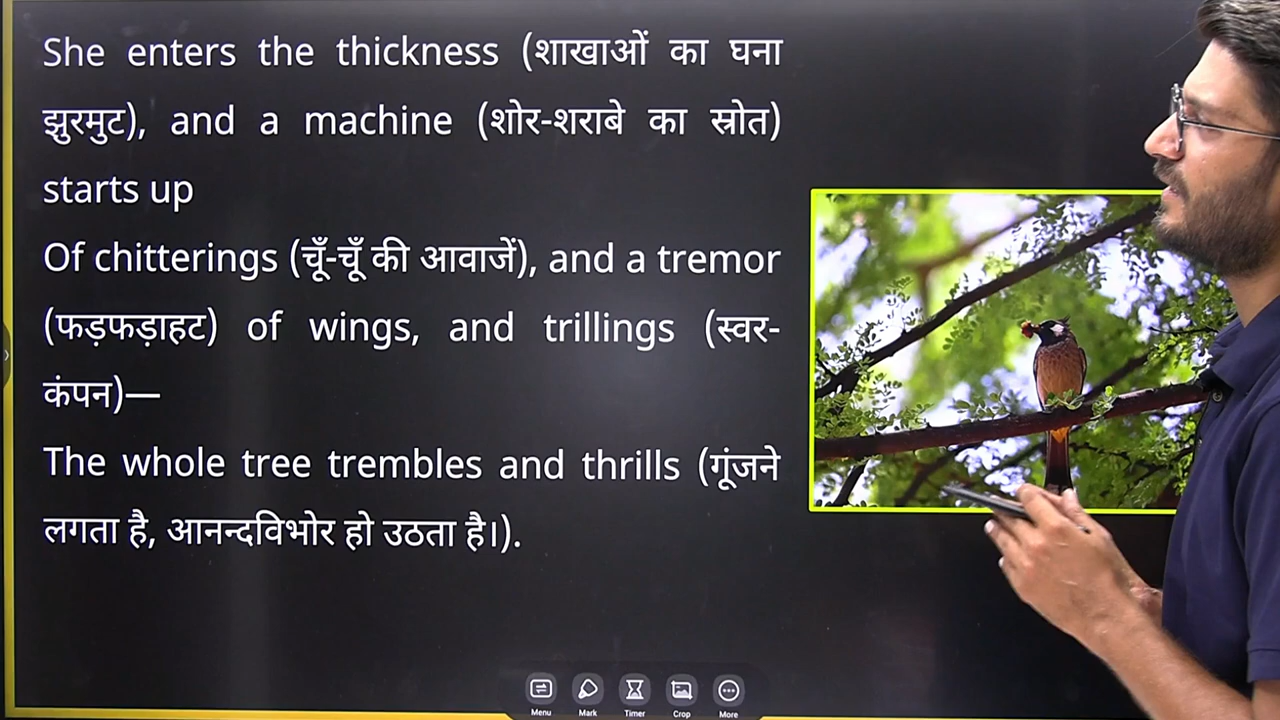 She enters the thickness (शाखाओं का घना
झुरमुट), and a machine (शोर-शराबे का स्रोत)
starts up
Of chitterings (चूँ-चूँ की आवाजें), and a tremor
(फड़फड़ाहट) of wings, and trillings (स्वर-
कंपन)—
The whole tree trembles and thrills (गूंजने
लगता है, आनन्दविभोर हो उठता है।).
Menu Mark Timer Crop More